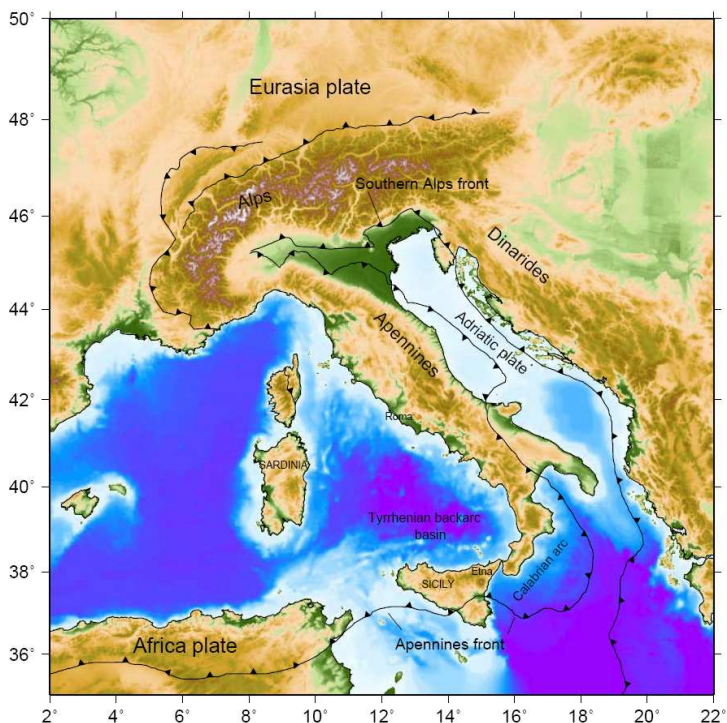 50°
Eurasia plate
48°
Southern Alps front
Alps
46°
Dinarides
44°
Adriatic plate
Apennines
42°
Roma
SARDINIA
40°
Tyrrhenian backarc
basin
Calabrian arc
38°
Etna
SICILY
Africa plate
Apennines front
36°
2° 4° 6° 8° 10° 12° 14° 16° 18° 20° 22°